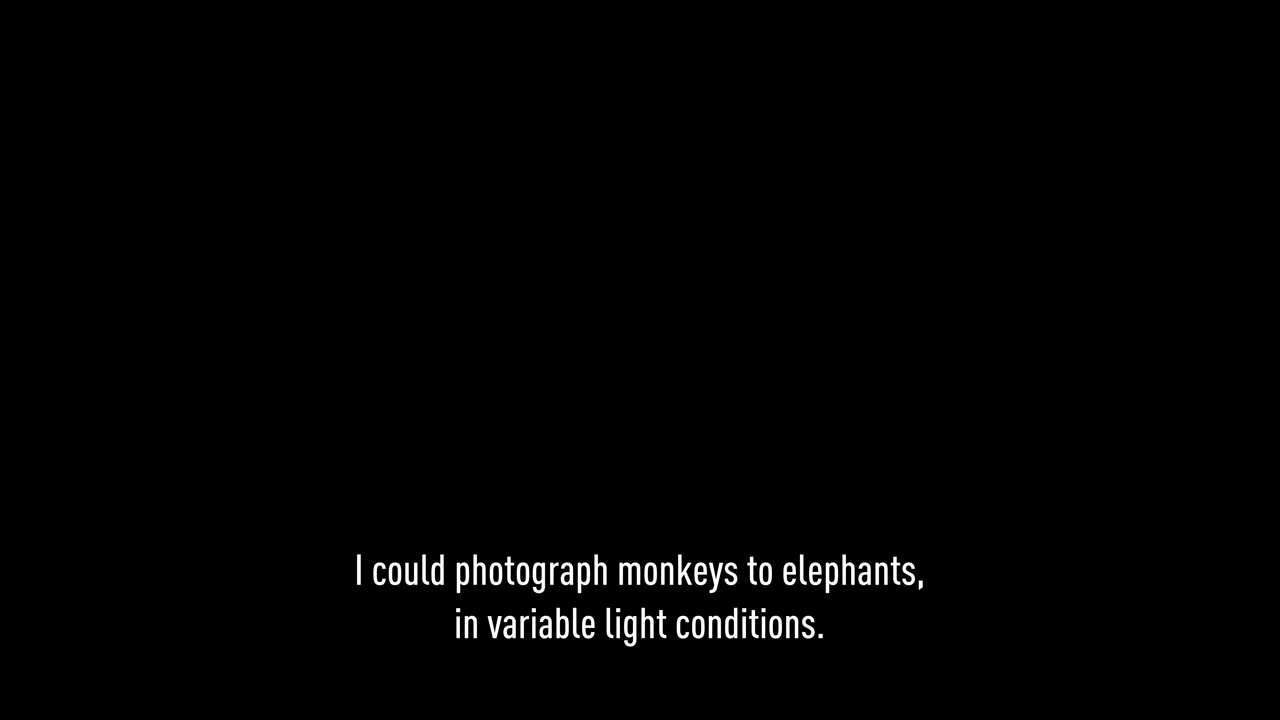 I could photograph monkeys to elephants,
in variable light conditions.